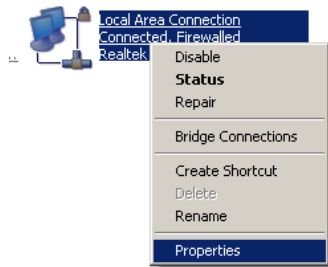 Local Area Connection
Connected, Firewalled
Realtek
Disable
Status
Repair
Bridge Connections
Create Shortcut
Delete
Rename
Properties